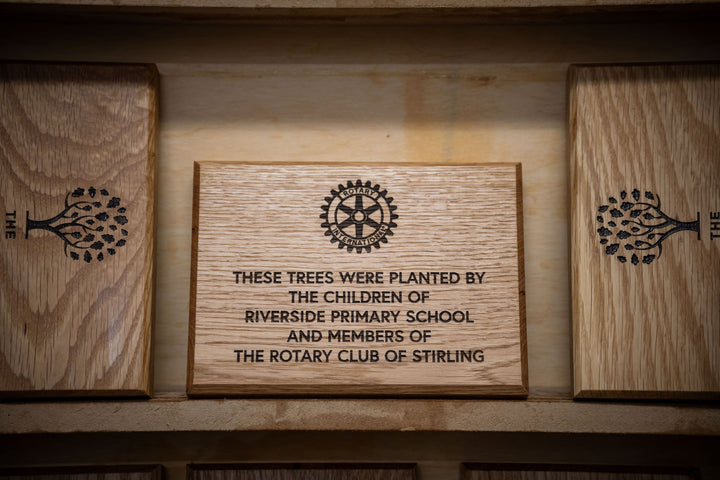 ROTARY
INTERNATIONAL
THESE TREES WERE PLANTED BY
THE CHILDREN OF
RIVERSIDE PRIMARY SCHOOL
AND MEMBERS OF
THE ROTARY CLUB OF STIRLING
THE
THE